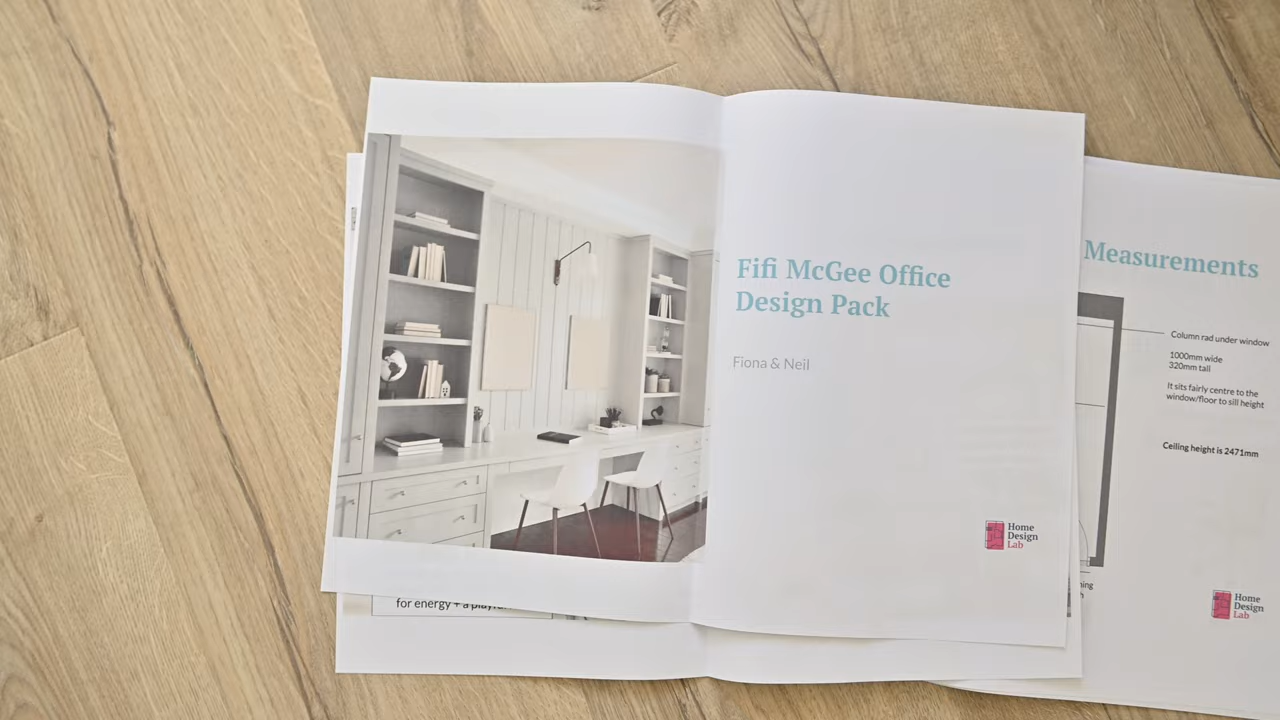 Fifi McGee Office
Design Pack
Fiona & Neil
Home
Design
Lab
Measurements
Column rad under window
1000mm wide
320mm tall
It sits fairly centre to the
window/floor to sill height
Ceiling height is 2471mm
Home
Design
Lab
for energy + a